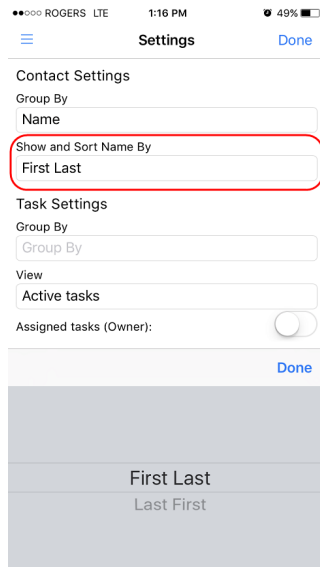 ROGERS LTE 1:16 PM 49%
Settings Done
Contact Settings
Group By
Name
Show and Sort Name By
First Last
Task Settings
Group By
Group By
View
Active tasks
Assigned tasks (Owner):
Done
First Last
Last First